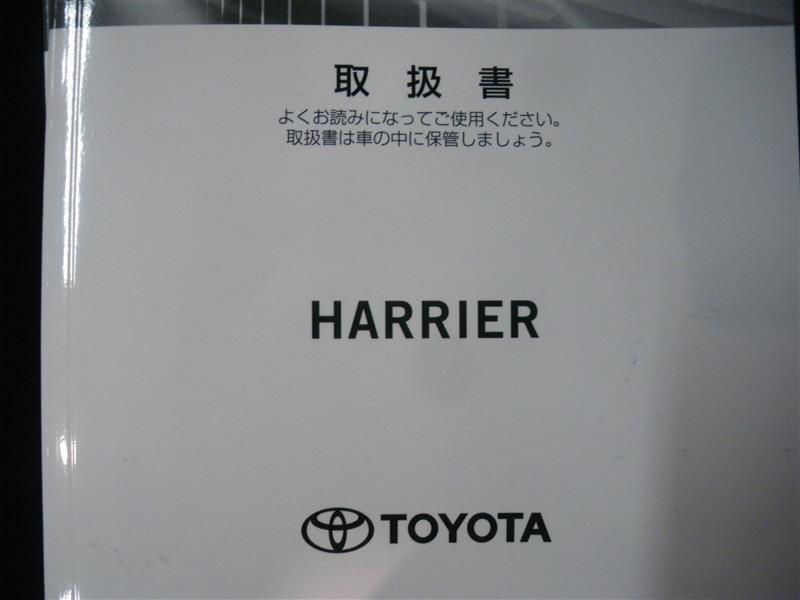 取扱書
よくお読みになってご使用ください。
取扱書は車の中に保管しましょう。
HARRIER
TOYOTA